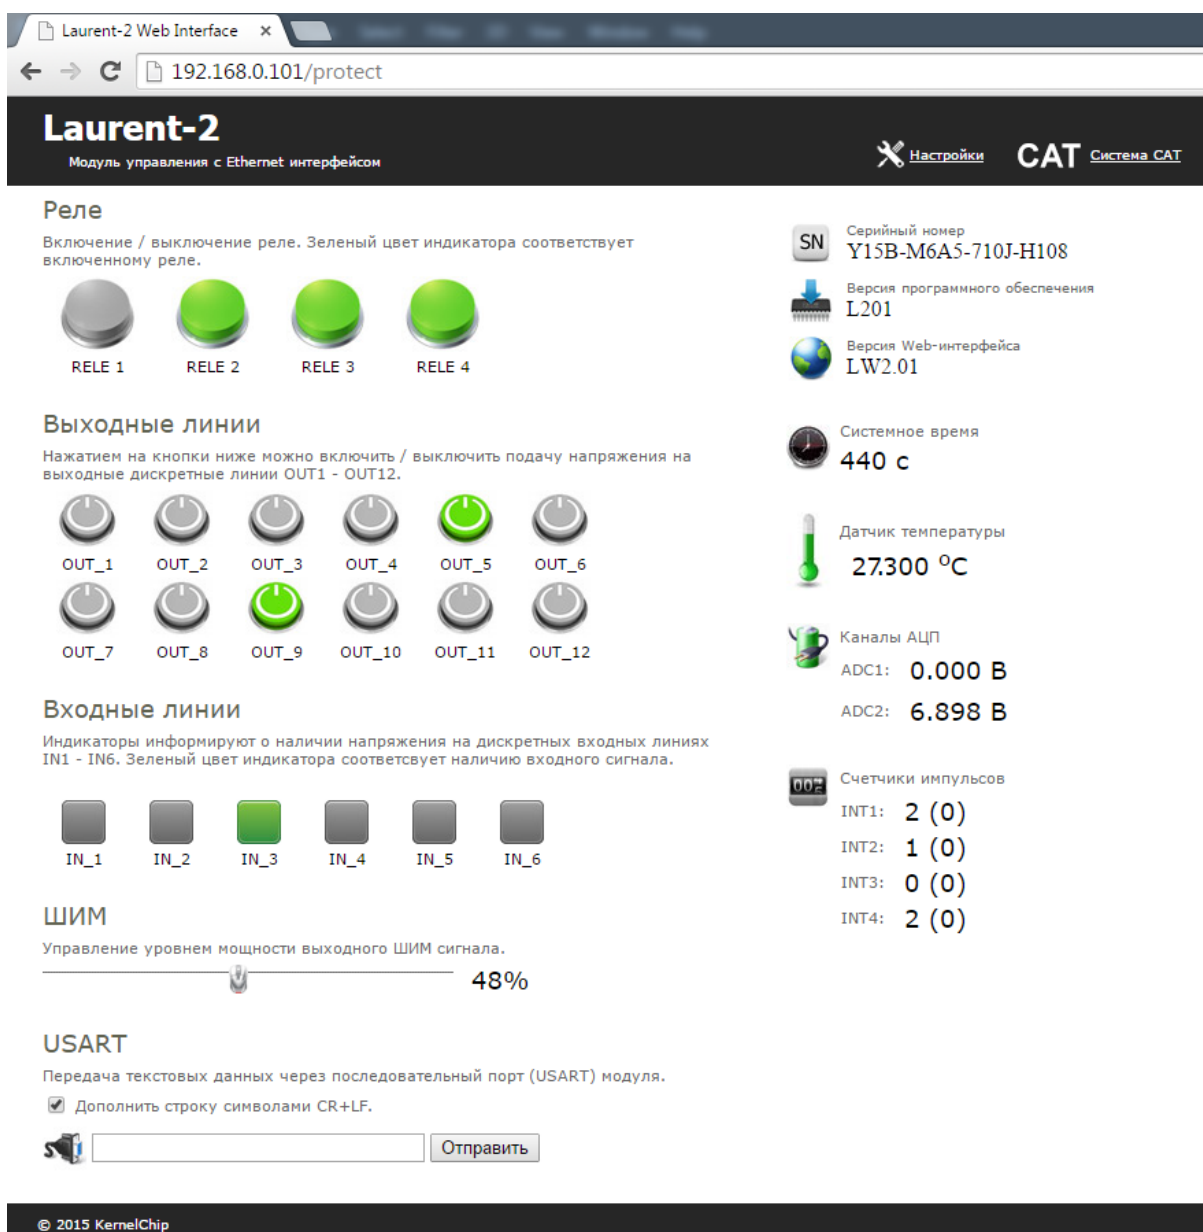 Laurent-2 Web Interface
192.168.0.101/protect
Laurent-2
Модуль управления с Ethernet интерфейсом
Настройки
CAT Система CAT
Реле
Включение / выключение реле. Зеленый цвет индикатора соответствует
включенному реле.
RELE 1 RELE 2 RELE 3 RELE 4
Выходные линии
Нажатием на кнопки ниже можно включить / выключить подачу напряжения на
выходные дискретные линии OUT1 - OUT12.
OUT_1 OUT_2 OUT_3 OUT_4 OUT_5 OUT_6
OUT_7 OUT_8 OUT_9 OUT_10 OUT_11 OUT_12
Входные линии
Индикаторы информируют о наличии напряжения на дискретных входных линиях
IN1 - IN6. Зеленый цвет индикатора соответсвует наличию входного сигнала.
IN_1 IN_2 IN_3 IN_4 IN_5 IN_6
ШИМ
Управление уровнем мощности выходного ШИМ сигнала.
48%
USART
Передача текстовых данных через последовательный порт (USART) модуля.
Дополнить строку символами CR+LF.
Отправить
SN
Серийный номер
Y15B-M6A5-710J-H108
Версия программного обеспечения
L201
Версия Web-интерфейса
LW2.01
Системное время
440 с
Датчик температуры
27.300 °C
Каналы АЦП
ADC1: 0.000 В
ADC2: 6.898 В
Счетчики импульсов
INT1: 2 (0)
INT2: 1 (0)
INT3: 0 (0)
INT4: 2 (0)
© 2015 KernelChip